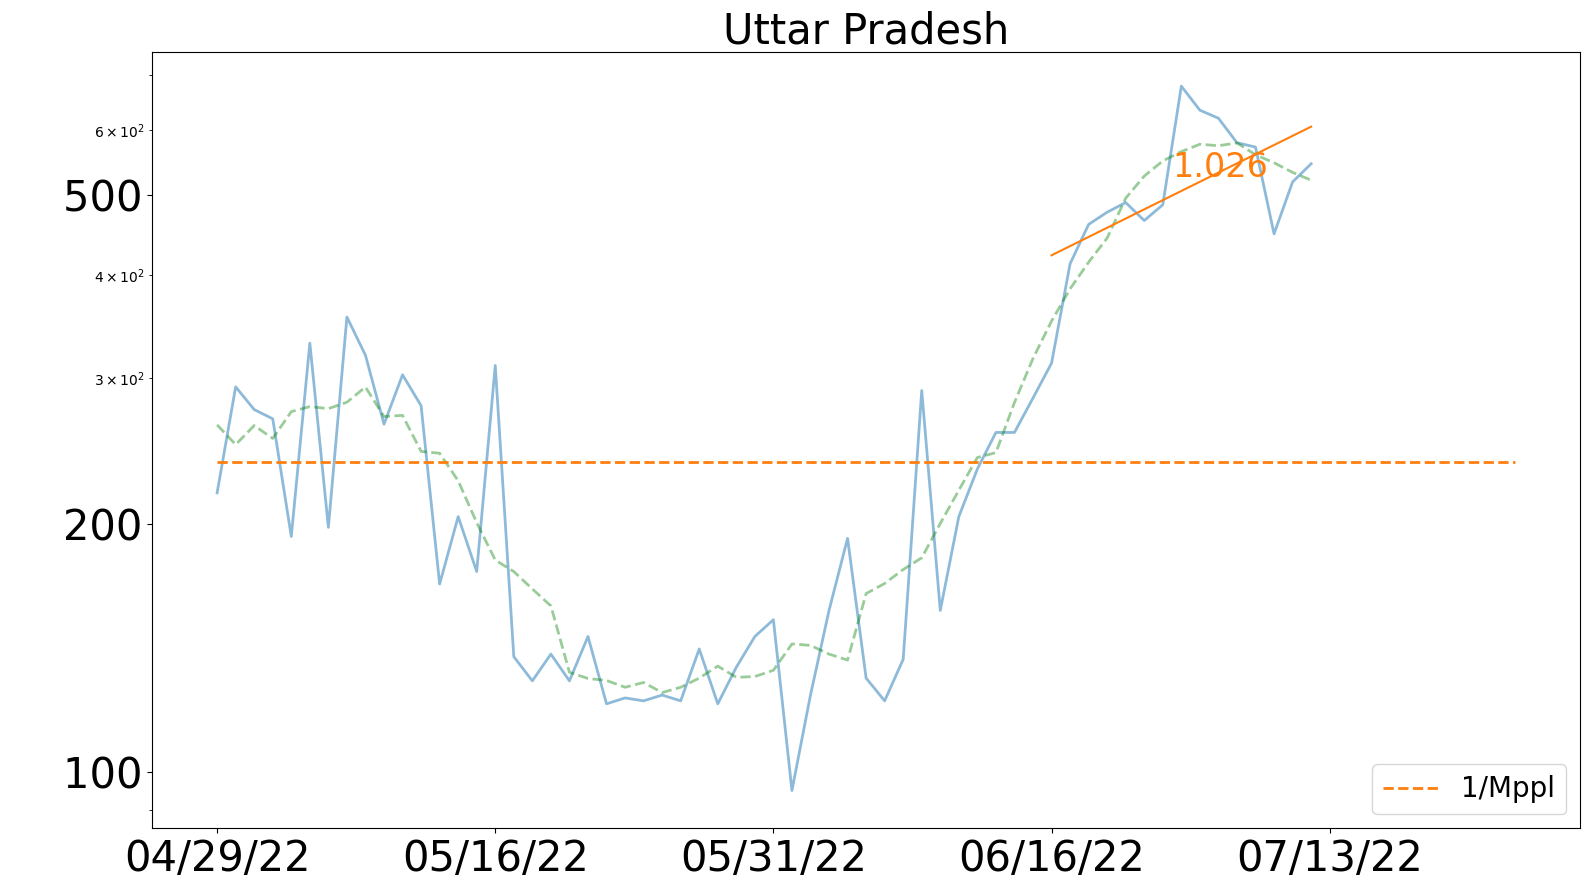 Uttar Pradesh
6 × 10²
500
4 × 10²
3 × 10²
200
100
1.026
1/Mppl
04/29/22 05/16/22 05/31/22 06/16/22 07/13/22